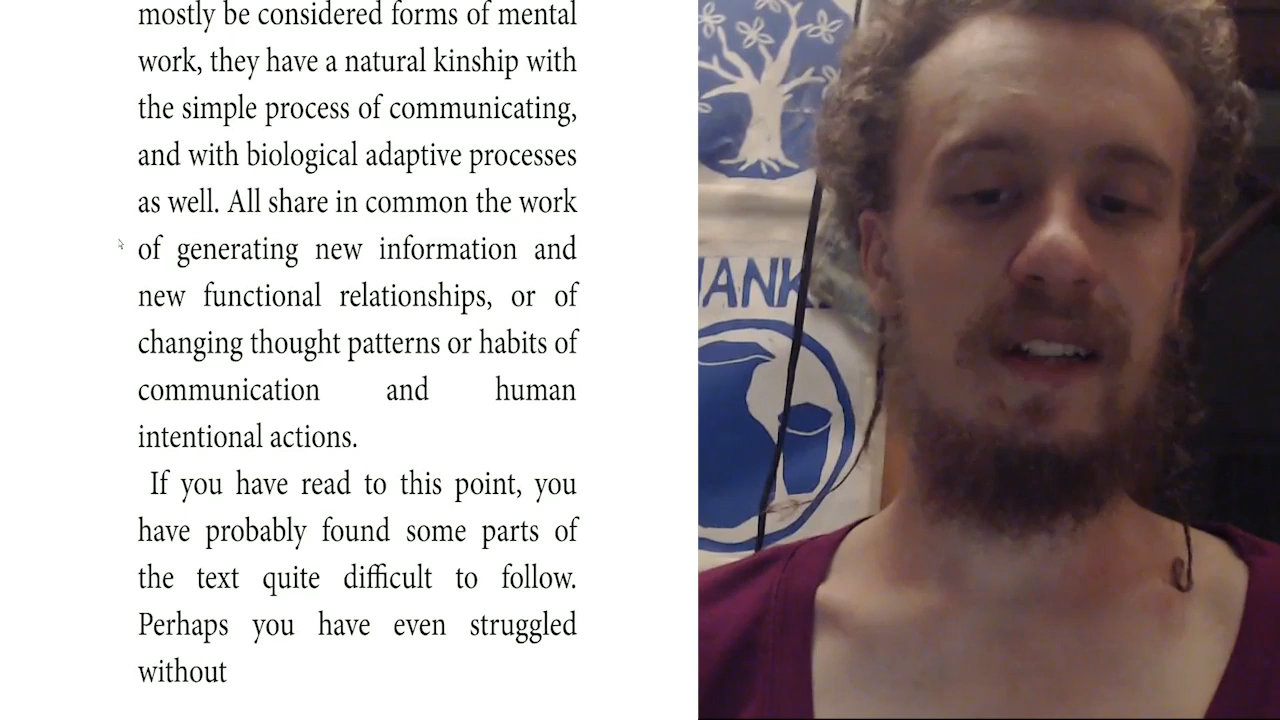 mostly be considered forms of mental
work, they have a natural kinship with
the simple process of communicating,
and with biological adaptive processes
as well. All share in common the work
of generating new information and
new functional relationships, or of
changing thought patterns or habits of
communication and human
intentional actions.
If you have read to this point, you
have probably found some parts of
the text quite difficult to follow.
Perhaps you have even struggled
without